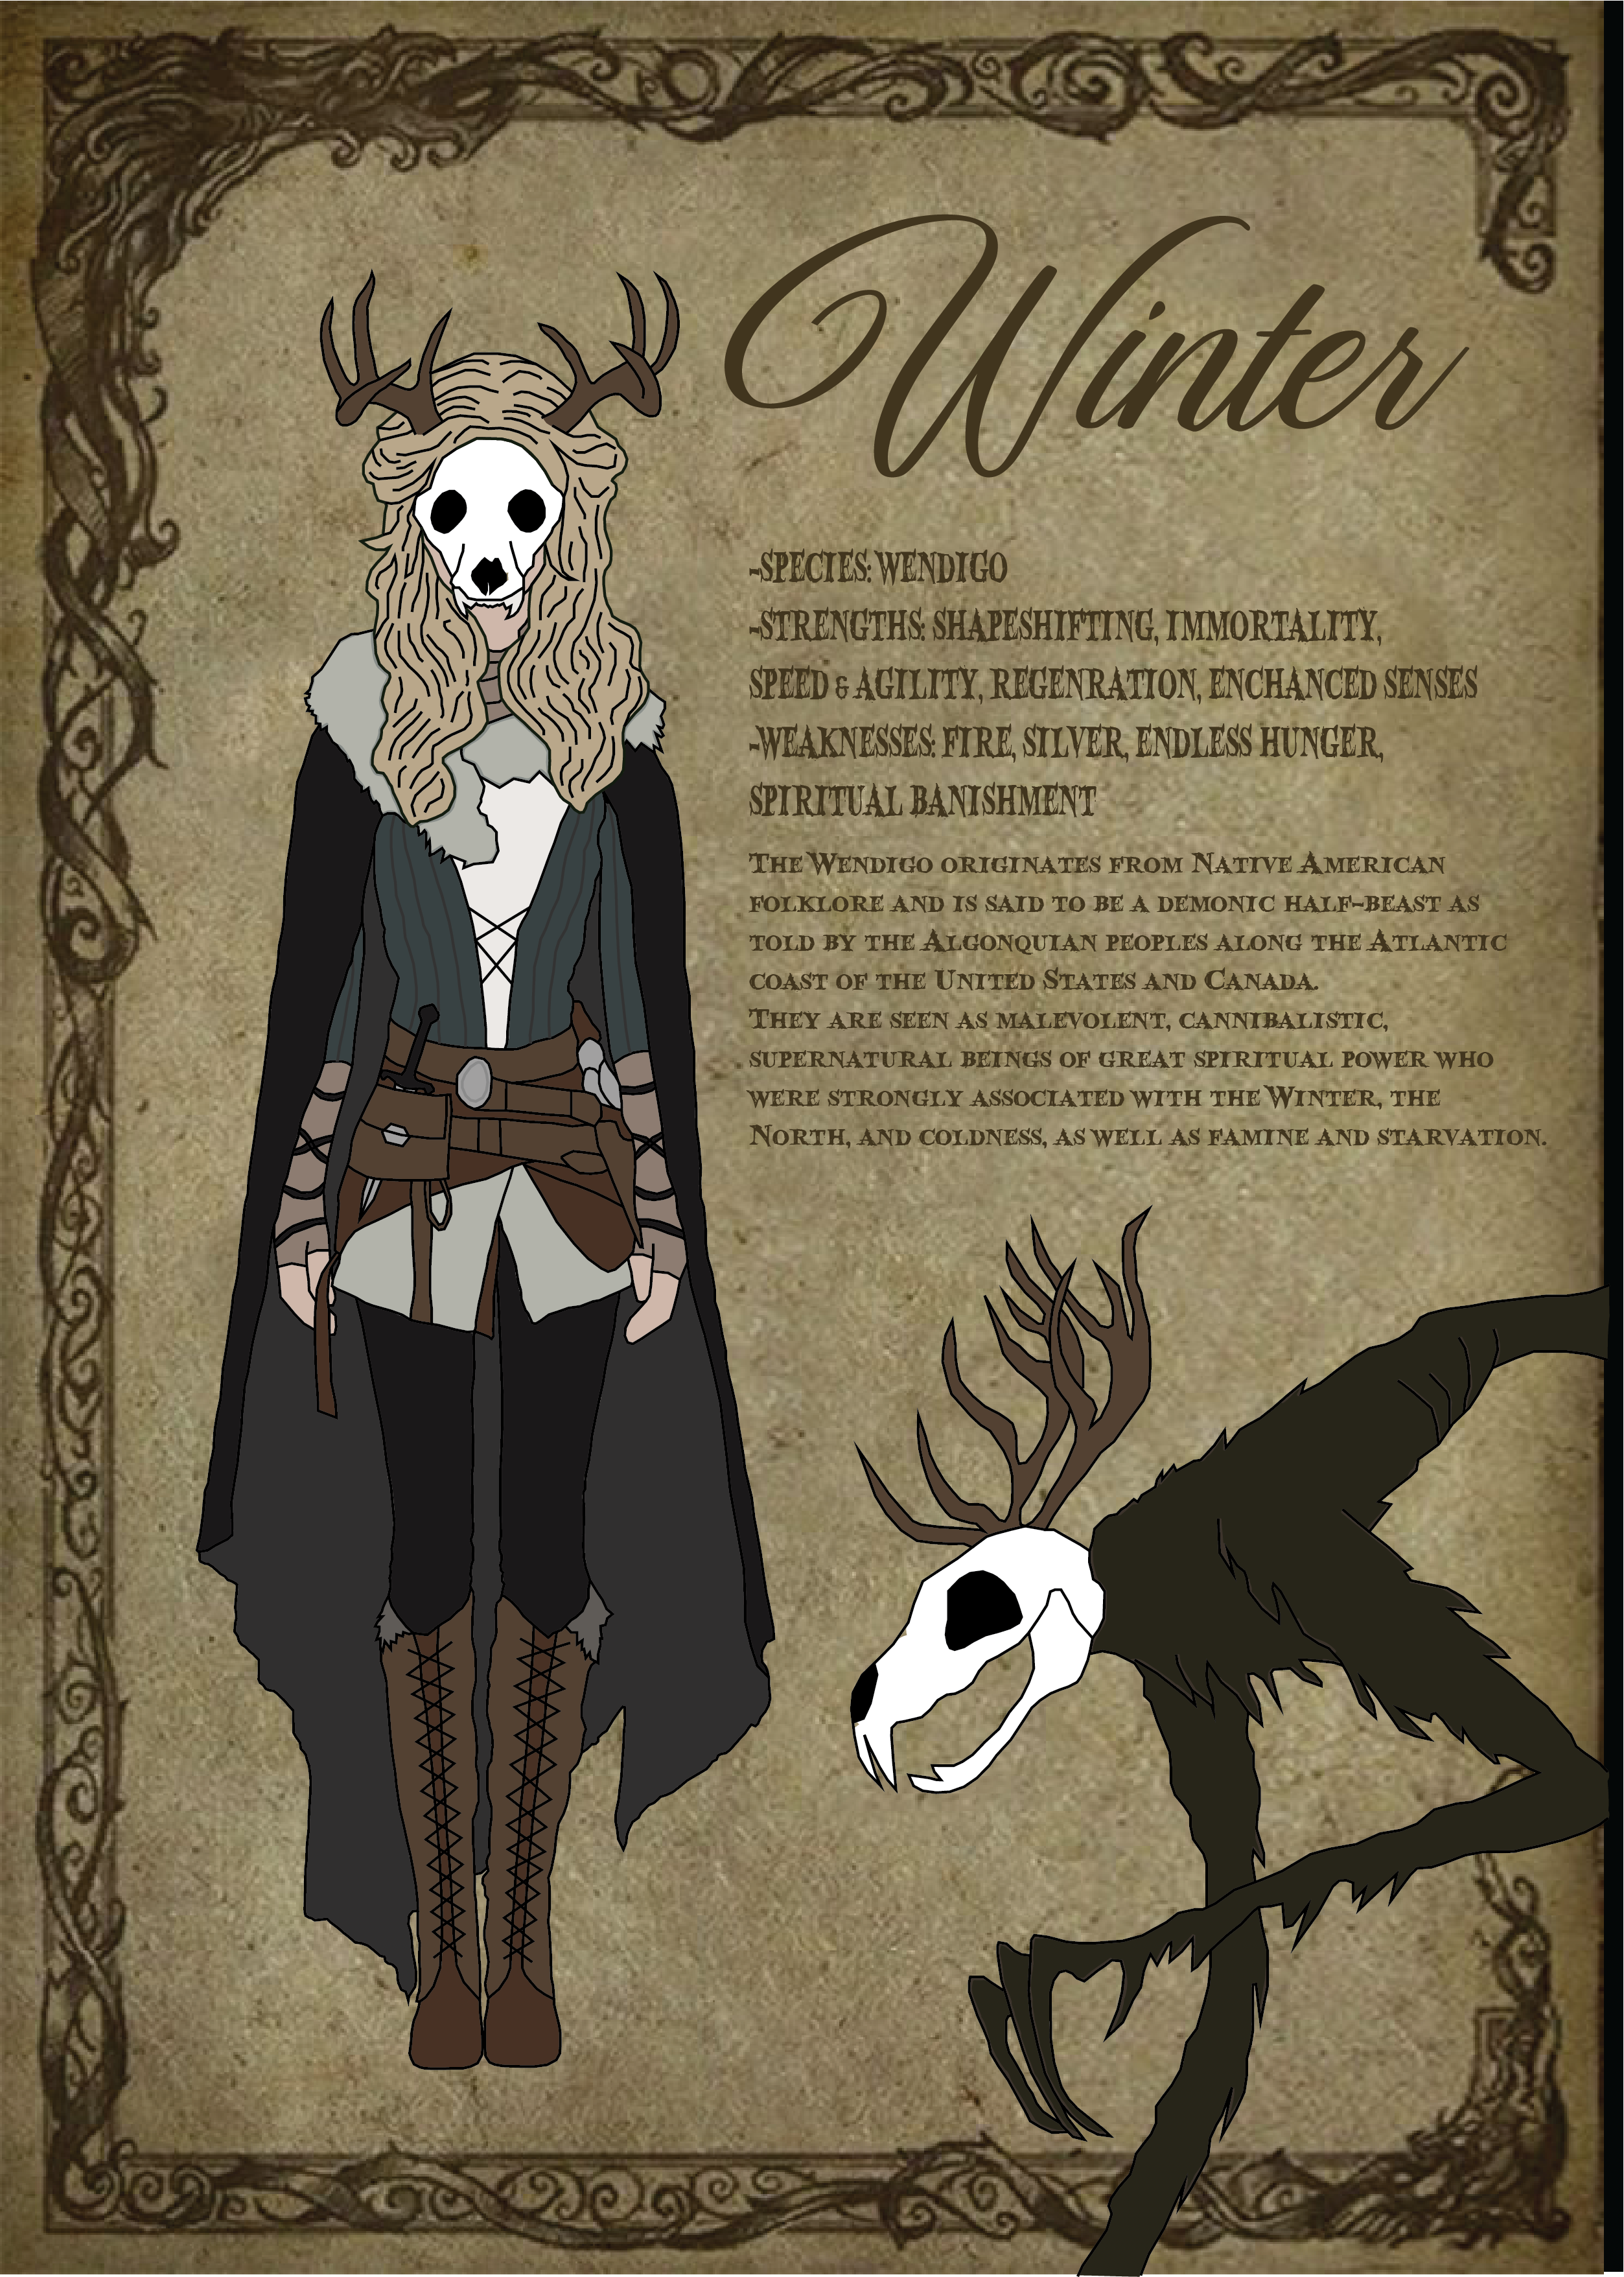 Winter
-SPECIES: WENDIGO
-STRENGTHS: SHAPESHIFTING, IMMORTALITY,
SPEED & AGILITY, REGENRATION, ENCHANCED SENSES
-WEAKNESSES: FIRE, SILVER, ENDLESS HUNGER,
SPIRITUAL BANISHMENT
The Wendigo originates from Native American
folklore and is said to be a demonic half-beast as
told by the Algonquian peoples along the Atlantic
coast of the United States and Canada.
They are seen as malevolent, cannibalistic,
supernatural beings of great spiritual power who
were strongly associated with the Winter, the
North, and coldness, as well as famine and starvation.